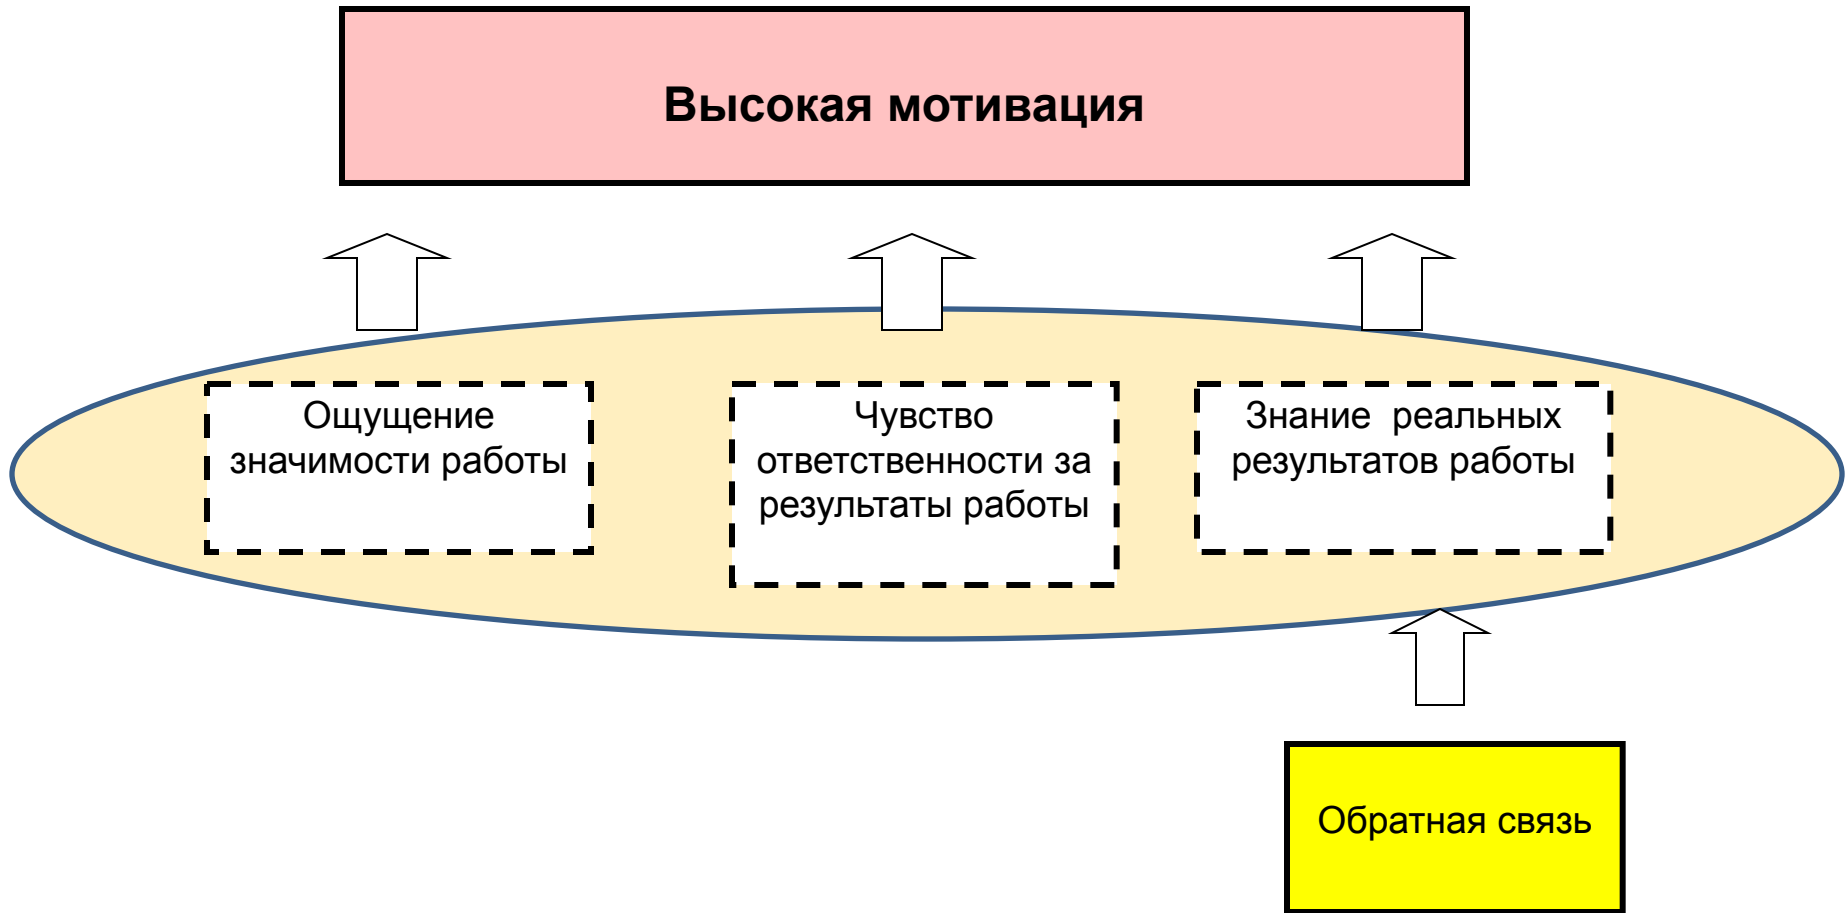 Высокая мотивация
Ощущение
значимости работы
Чувство
ответственности за
результаты работы
Знание  реальных
результатов работы
Обратная связь